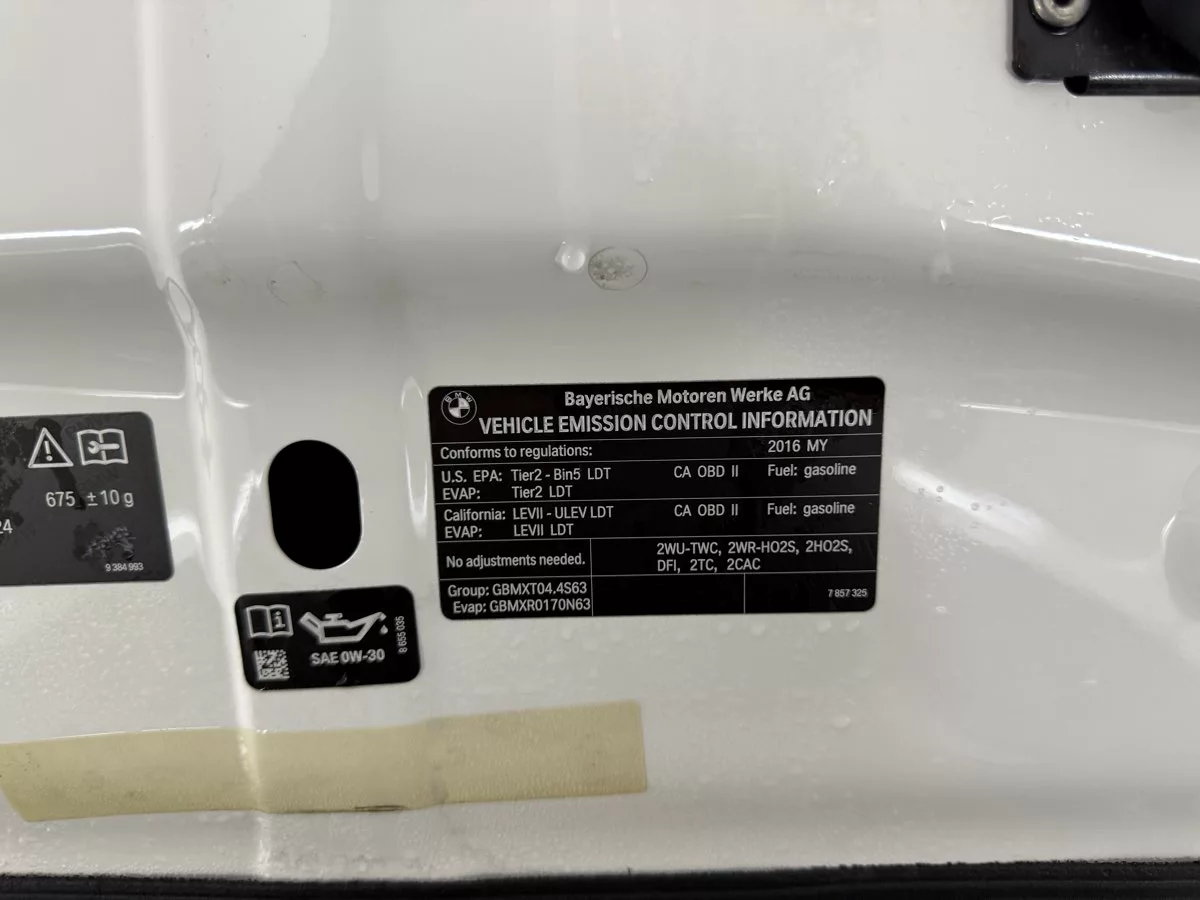 675 ±10 g
24
9 384 993
BMW
Bayerische Motoren Werke AG
VEHICLE EMISSION CONTROL INFORMATION
Conforms to regulations: 2016 MY
U.S. EPA: Tier2 - Bin5 LDT CA OBD II Fuel: gasoline
EVAP: Tier2 LDT
California: LEVII - ULEV LDT CA OBD II Fuel: gasoline
EVAP: LEVII LDT
No adjustments needed. 2WU-TWC, 2WR-HO2S, 2HO2S,
DFI, 2TC, 2CAC
Group: GBMXT04.4S63
Evap: GBMXR0170N63
7 857 325
SAE 0W-30
8 655 035